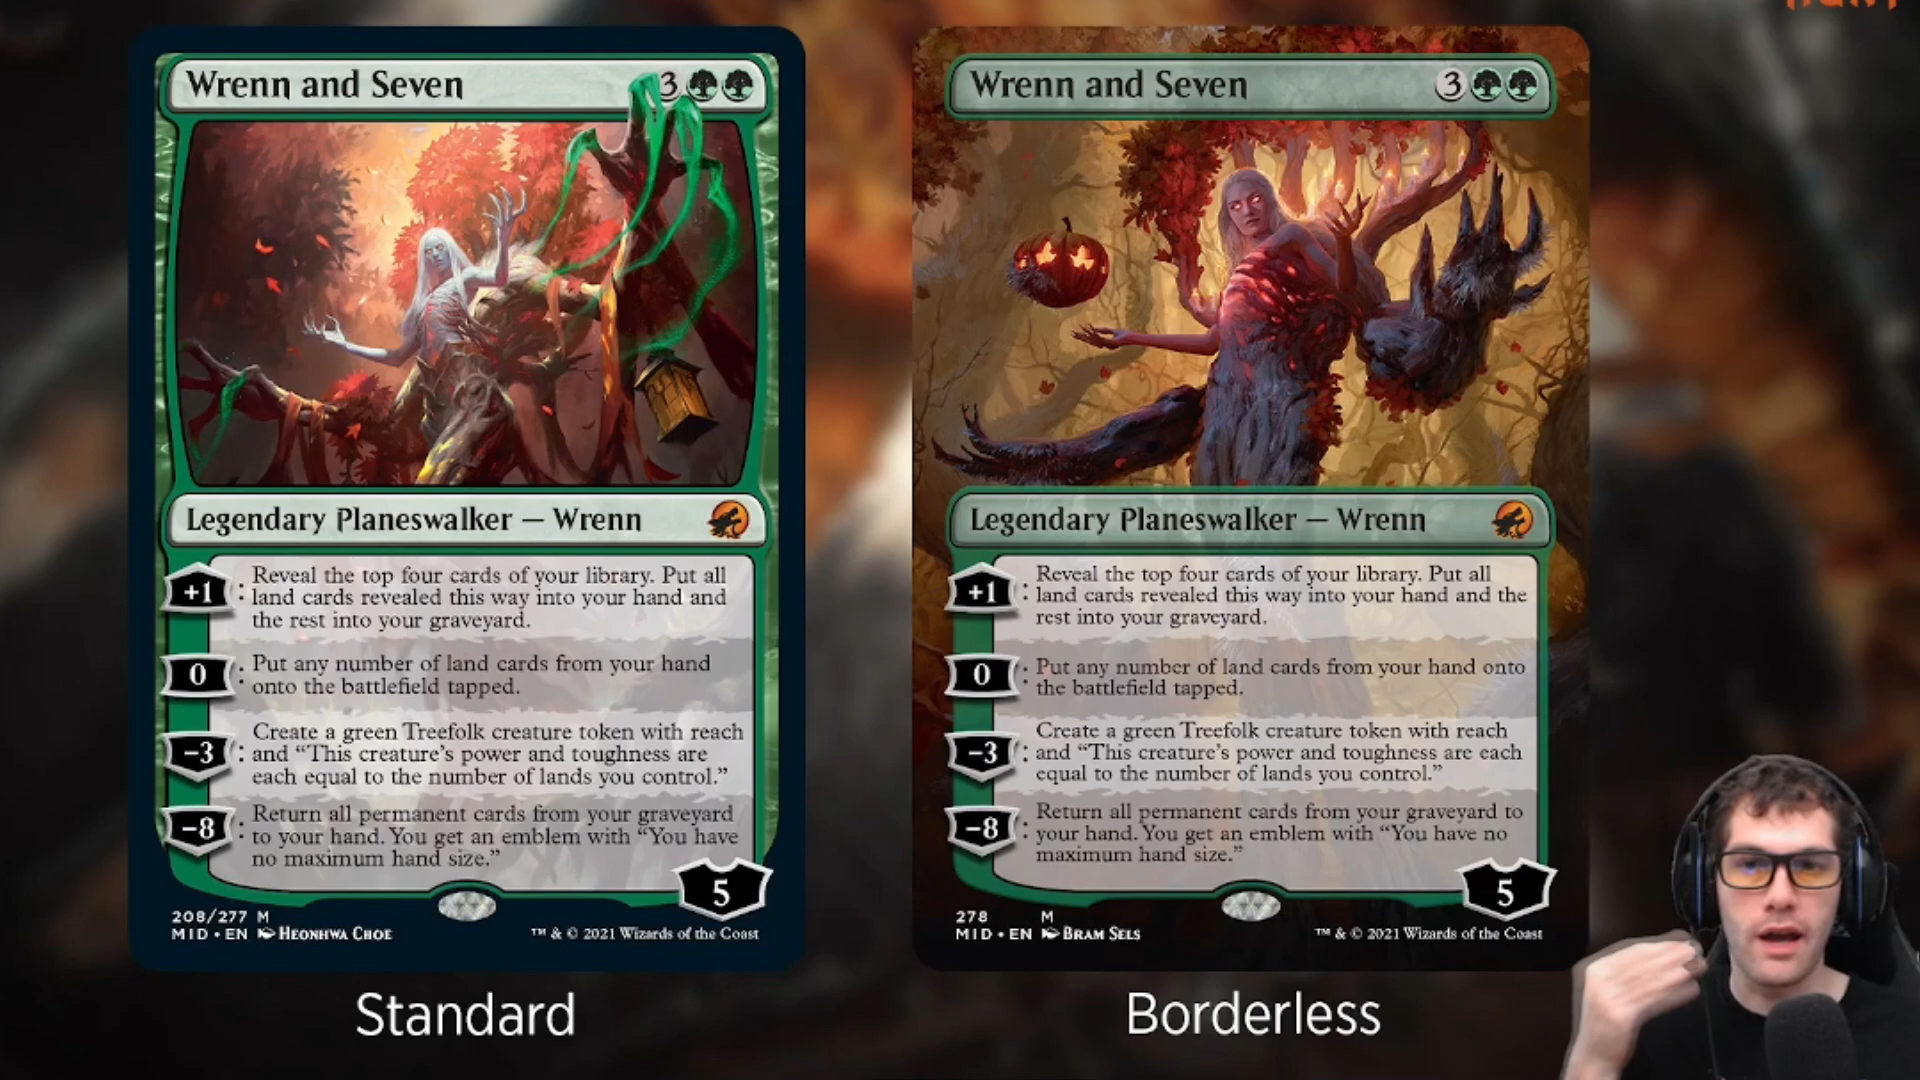 Wrenn and Seven
3
Legendary Planeswalker — Wrenn
+1 : Reveal the top four cards of your library. Put all
land cards revealed this way into your hand and
the rest into your graveyard.
0 : Put any number of land cards from your hand
onto the battlefield tapped.
−3 : Create a green Treefolk creature token with reach
and “This creature’s power and toughness are
each equal to the number of lands you control.”
−8 : Return all permanent cards from your graveyard
to your hand. You get an emblem with “You have
no maximum hand size.”
5
208/277 M
MID • EN Heonhwa Choe
™ & © 2021 Wizards of the Coast
Standard
Wrenn and Seven
3
Legendary Planeswalker — Wrenn
+1 : Reveal the top four cards of your library. Put all
land cards revealed this way into your hand and the
rest into your graveyard.
0 : Put any number of land cards from your hand onto
the battlefield tapped.
−3 : Create a green Treefolk creature token with reach
and “This creature’s power and toughness are each
equal to the number of lands you control.”
−8 : Return all permanent cards from your graveyard to
your hand. You get an emblem with “You have no
maximum hand size.”
5
278 M
MID • EN Bram Sels
™ & © 2021 Wizards of the Coast
Borderless